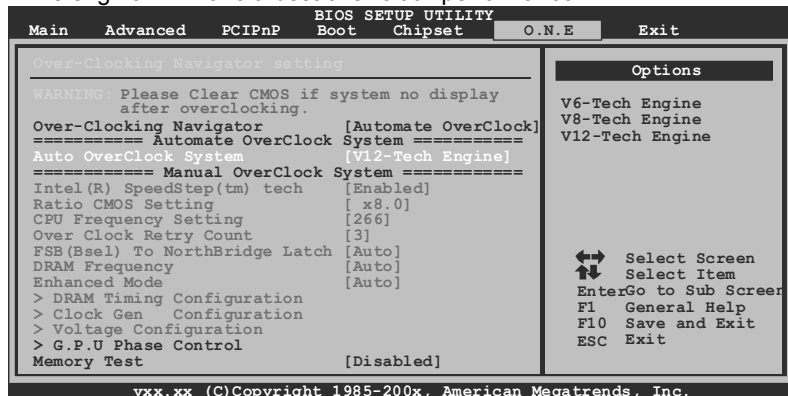 BIOS SETUP UTILITY
Main Advanced PCIPnP Boot Chipset O.N.E Exit
Over-Clocking Navigator setting
WARNING: Please Clear CMOS if system no display
after overclocking.
Over-Clocking Navigator [Automate OverClock]
=========== Automate OverClock System ===========
Auto OverClock System [V12-Tech Engine]
============ Manual OverClock System ============
Intel(R) SpeedStep(tm) tech [Enabled]
Ratio CMOS Setting [ x8.0]
CPU Frequency Setting [266]
Over Clock Retry Count [3]
FSB(Bsel) To NorthBridge Latch [Auto]
DRAM Frequency [Auto]
Enhanced Mode [Auto]
> DRAM Timing Configuration
> Clock Gen Configuration
> Voltage Configuration
> G.P.U Phase Control
Memory Test [Disabled]
Options
V6-Tech Engine
V8-Tech Engine
V12-Tech Engine
Select Screen
Select Item
EnterGo to Sub Screen
F1 General Help
F10 Save and Exit
ESC Exit
vxx.xx (C)Copyright 1985-200x, American Megatrends, Inc.